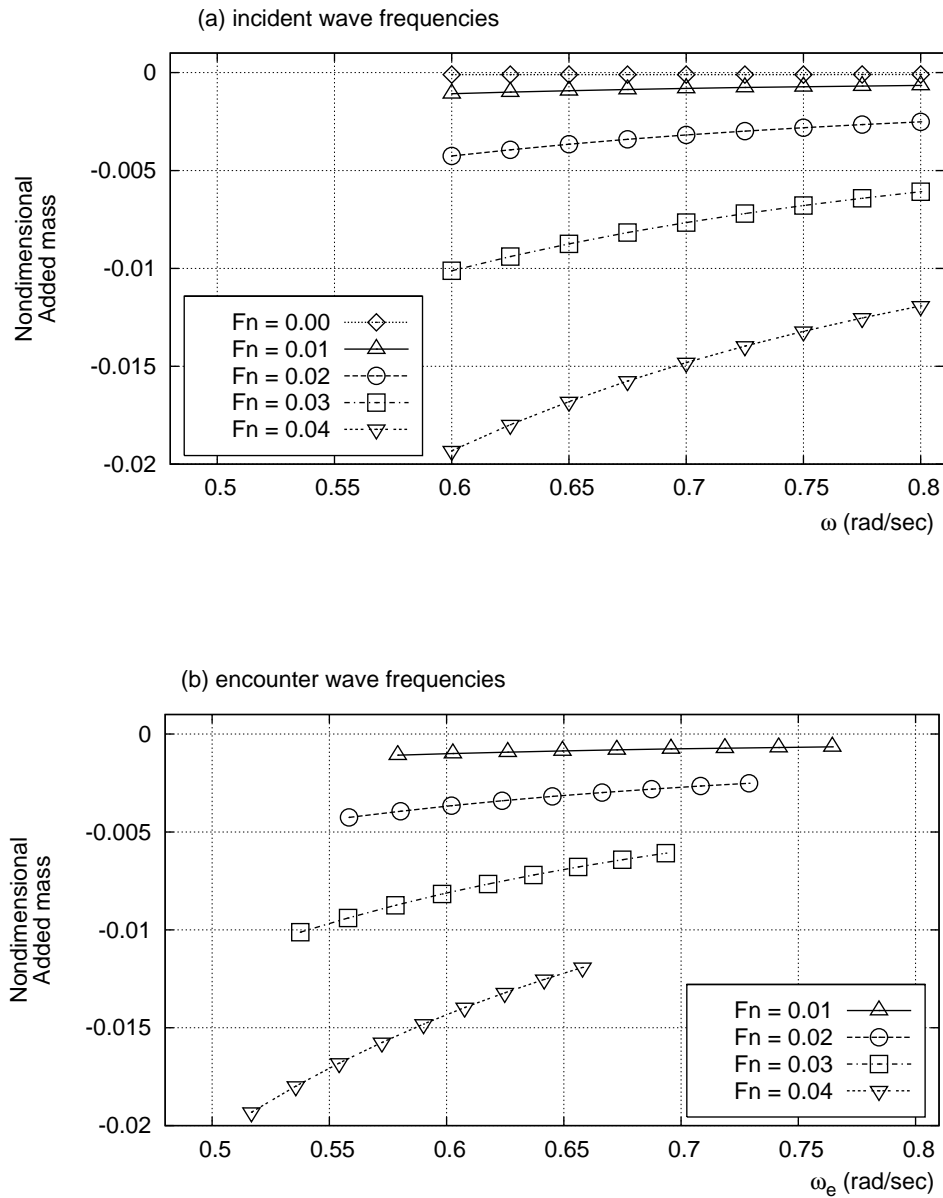 (a) incident wave frequencies
0
-0.005
-0.01
-0.015
-0.02
Nondimensional
Added mass
Fn = 0.00
Fn = 0.01
Fn = 0.02
Fn = 0.03
Fn = 0.04
0.5 0.55 0.6 0.65 0.7 0.75 0.8
ω (rad/sec)
(b) encounter wave frequencies
0
-0.005
-0.01
-0.015
-0.02
Nondimensional
Added mass
Fn = 0.01
Fn = 0.02
Fn = 0.03
Fn = 0.04
0.5 0.55 0.6 0.65 0.7 0.75 0.8
ωe (rad/sec)